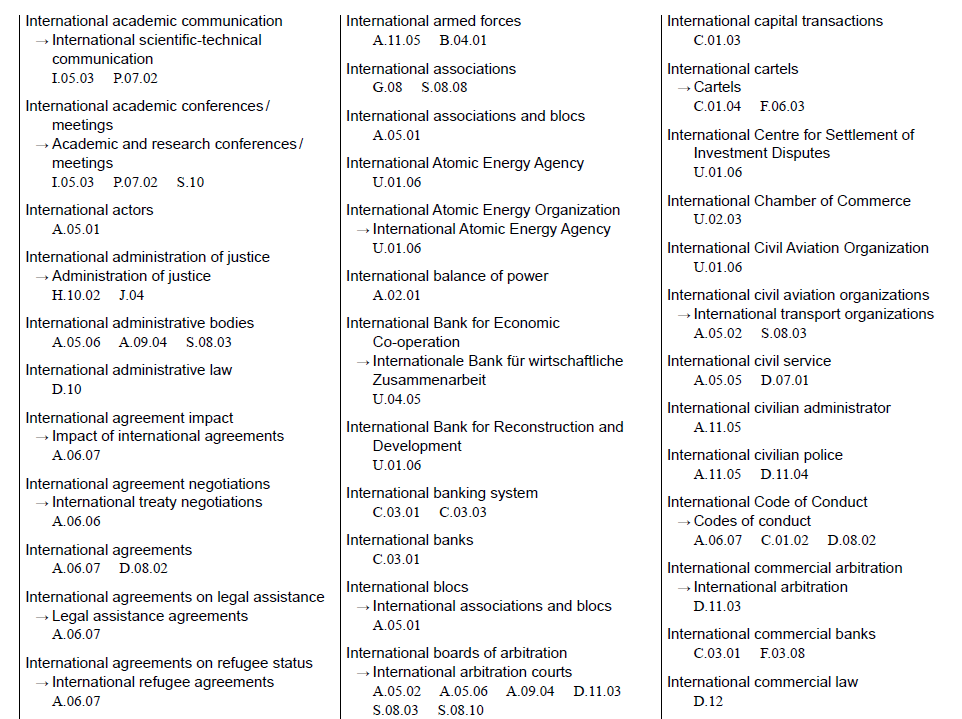 International academic communication
→ International scientific-technical
communication
I.05.03 P.07.02
International academic conferences/
meetings
→ Academic and research conferences/
meetings
I.05.03 P.07.02 S.10
International actors
A.05.01
International administration of justice
→ Administration of justice
H.10.02 J.04
International administrative bodies
A.05.06 A.09.04 S.08.03
International administrative law
D.10
International agreement impact
→ Impact of international agreements
A.06.07
International agreement negotiations
→ International treaty negotiations
A.06.06
International agreements
A.06.07 D.08.02
International agreements on legal assistance
→ Legal assistance agreements
A.06.07
International agreements on refugee status
→ International refugee agreements
A.06.07
International armed forces
A.11.05 B.04.01
International associations
G.08 S.08.08
International associations and blocs
A.05.01
International Atomic Energy Agency
U.01.06
International Atomic Energy Organization
→ International Atomic Energy Agency
U.01.06
International balance of power
A.02.01
International Bank for Economic
Co-operation
→ Internationale Bank für wirtschaftliche
Zusammenarbeit
U.04.05
International Bank for Reconstruction and
Development
U.01.06
International banking system
C.03.01 C.03.03
International banks
C.03.01
International blocs
→ International associations and blocs
A.05.01
International boards of arbitration
→ International arbitration courts
A.05.02 A.05.06 A.09.04 D.11.03
S.08.03 S.08.10
International capital transactions
C.01.03
International cartels
→ Cartels
C.01.04 F.06.03
International Centre for Settlement of
Investment Disputes
U.01.06
International Chamber of Commerce
U.02.03
International Civil Aviation Organization
U.01.06
International civil aviation organizations
→ International transport organizations
A.05.02 S.08.03
International civil service
A.05.05 D.07.01
International civilian administrator
A.11.05
International civilian police
A.11.05 D.11.04
International Code of Conduct
→ Codes of conduct
A.06.07 C.01.02 D.08.02
International commercial arbitration
→ International arbitration
D.11.03
International commercial banks
C.03.01 F.03.08
International commercial law
D.12